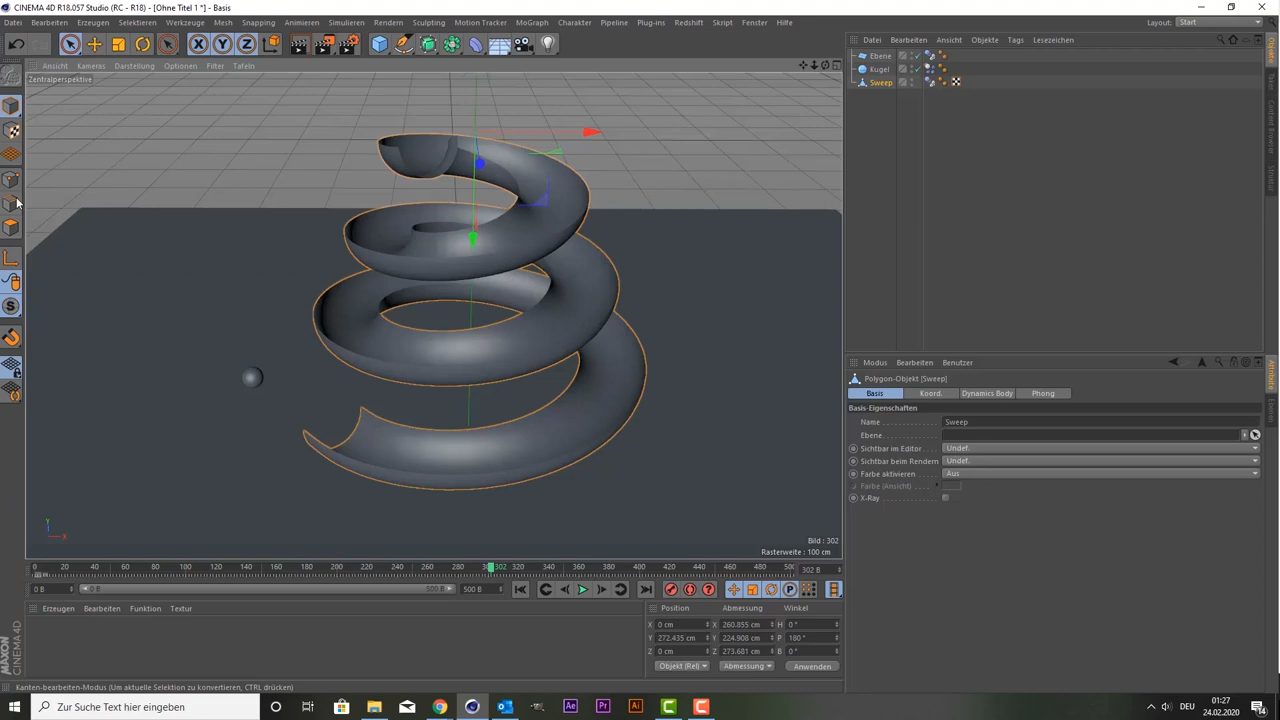 CINEMA 4D R18.057 Studio (RC - R18) - [Ohne Titel 1 *] - Basis
Datei Bearbeiten Erzeugen Selektieren Werkzeuge Mesh Snapping Animieren Simulieren Rendern Sculpting Motion Tracker MoGraph Charakter Pipeline Plug-ins Redshift Skript Fenster Hilfe Layout: Start
Datei Bearbeiten Ansicht Objekte Tags Lesezeichen
Ansicht Kameras Darstellung Optionen Filter Tafeln
Zentralperspektive
Ebene
Kugel
Sweep
Objekte
Takes
Content Browser
Struktur
Bild : 302
Rasterweite : 100 cm
Y
X
Modus Bearbeiten Benutzer
Polygon-Objekt [Sweep]
Basis Koord. Dynamics Body Phong
Basis-Eigenschaften
Name Sweep
Ebene
Sichtbar im Editor Undef.
Sichtbar beim Rendern Undef.
Farbe aktivieren Aus
Farbe (Ansicht)
X-Ray
Attribute
Ebenen
0 20 40 60 80 100 120 140 160 180 200 220 240 260 280 302 320 340 360 380 400 420 440 460 480 302 B
0 B 0 B 500 B 500 B
Erzeugen Bearbeiten Funktion Textur
Position Abmessung Winkel
X 0 cm X 260.855 cm H 0 °
Y 272.435 cm Y 224.908 cm P 180 °
Z 0 cm Z 273.681 cm B 0 °
Objekt (Rel) Abmessung Anwenden
MAXON
CINEMA 4D
Kanten-bearbeiten-Modus (Um aktuelle Selektion zu konvertieren, CTRL drücken)
Zur Suche Text hier eingeben
DEU
01:27
24.02.2020